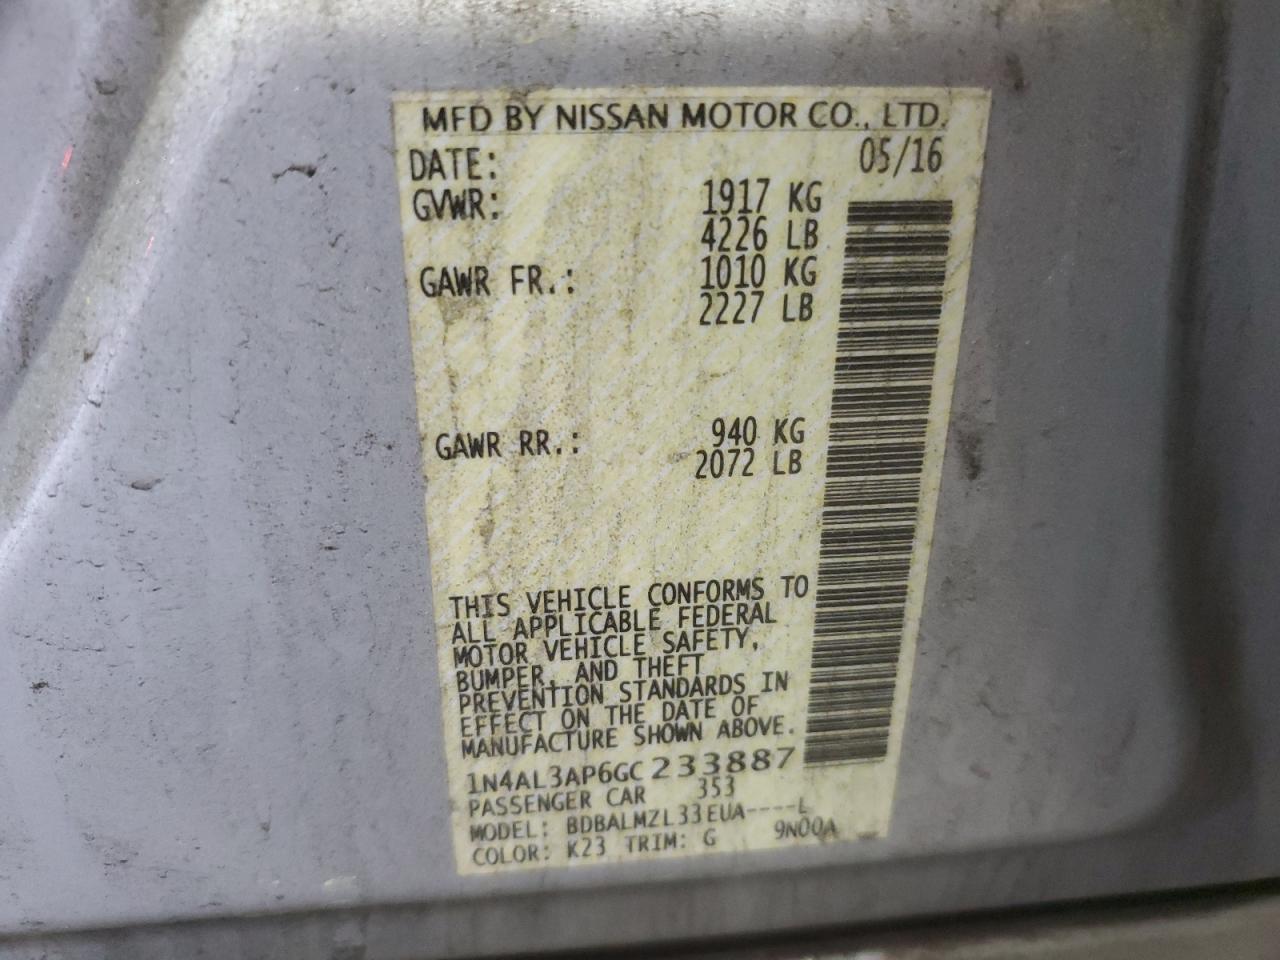 MFD BY NISSAN MOTOR CO., LTD.
DATE: 05/16
GVWR: 1917 KG
4226 LB
GAWR FR.: 1010 KG
2227 LB
GAWR RR.: 940 KG
2072 LB
THIS VEHICLE CONFORMS TO
ALL APPLICABLE FEDERAL
MOTOR VEHICLE SAFETY,
BUMPER, AND THEFT
PREVENTION STANDARDS IN
EFFECT ON THE DATE OF
MANUFACTURE SHOWN ABOVE.
1N4AL3AP6GC233887
PASSENGER CAR 353
MODEL: BDBALMZL33EUA----L
COLOR: K23 TRIM: G 9N00A